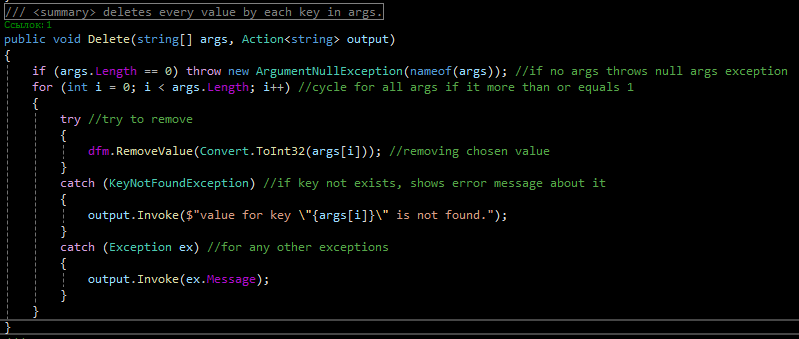 /// <summary> deletes every value by each key in args.
Ссылок: 1
public void Delete(string[] args, Action<string> output)
{
if (args.Length == 0) throw new ArgumentNullException(nameof(args)); //if no args throws null args exception
for (int i = 0; i < args.Length; i++) //cycle for all args if it more than or equals 1
{
try //try to remove
{
dfm.RemoveValue(Convert.ToInt32(args[i])); //removing chosen value
}
catch (KeyNotFoundException) //if key not exists, shows error message about it
{
output.Invoke($"value for key \"{args[i]}\" is not found.");
}
catch (Exception ex) //for any other exceptions
{
output.Invoke(ex.Message);
}
}
}